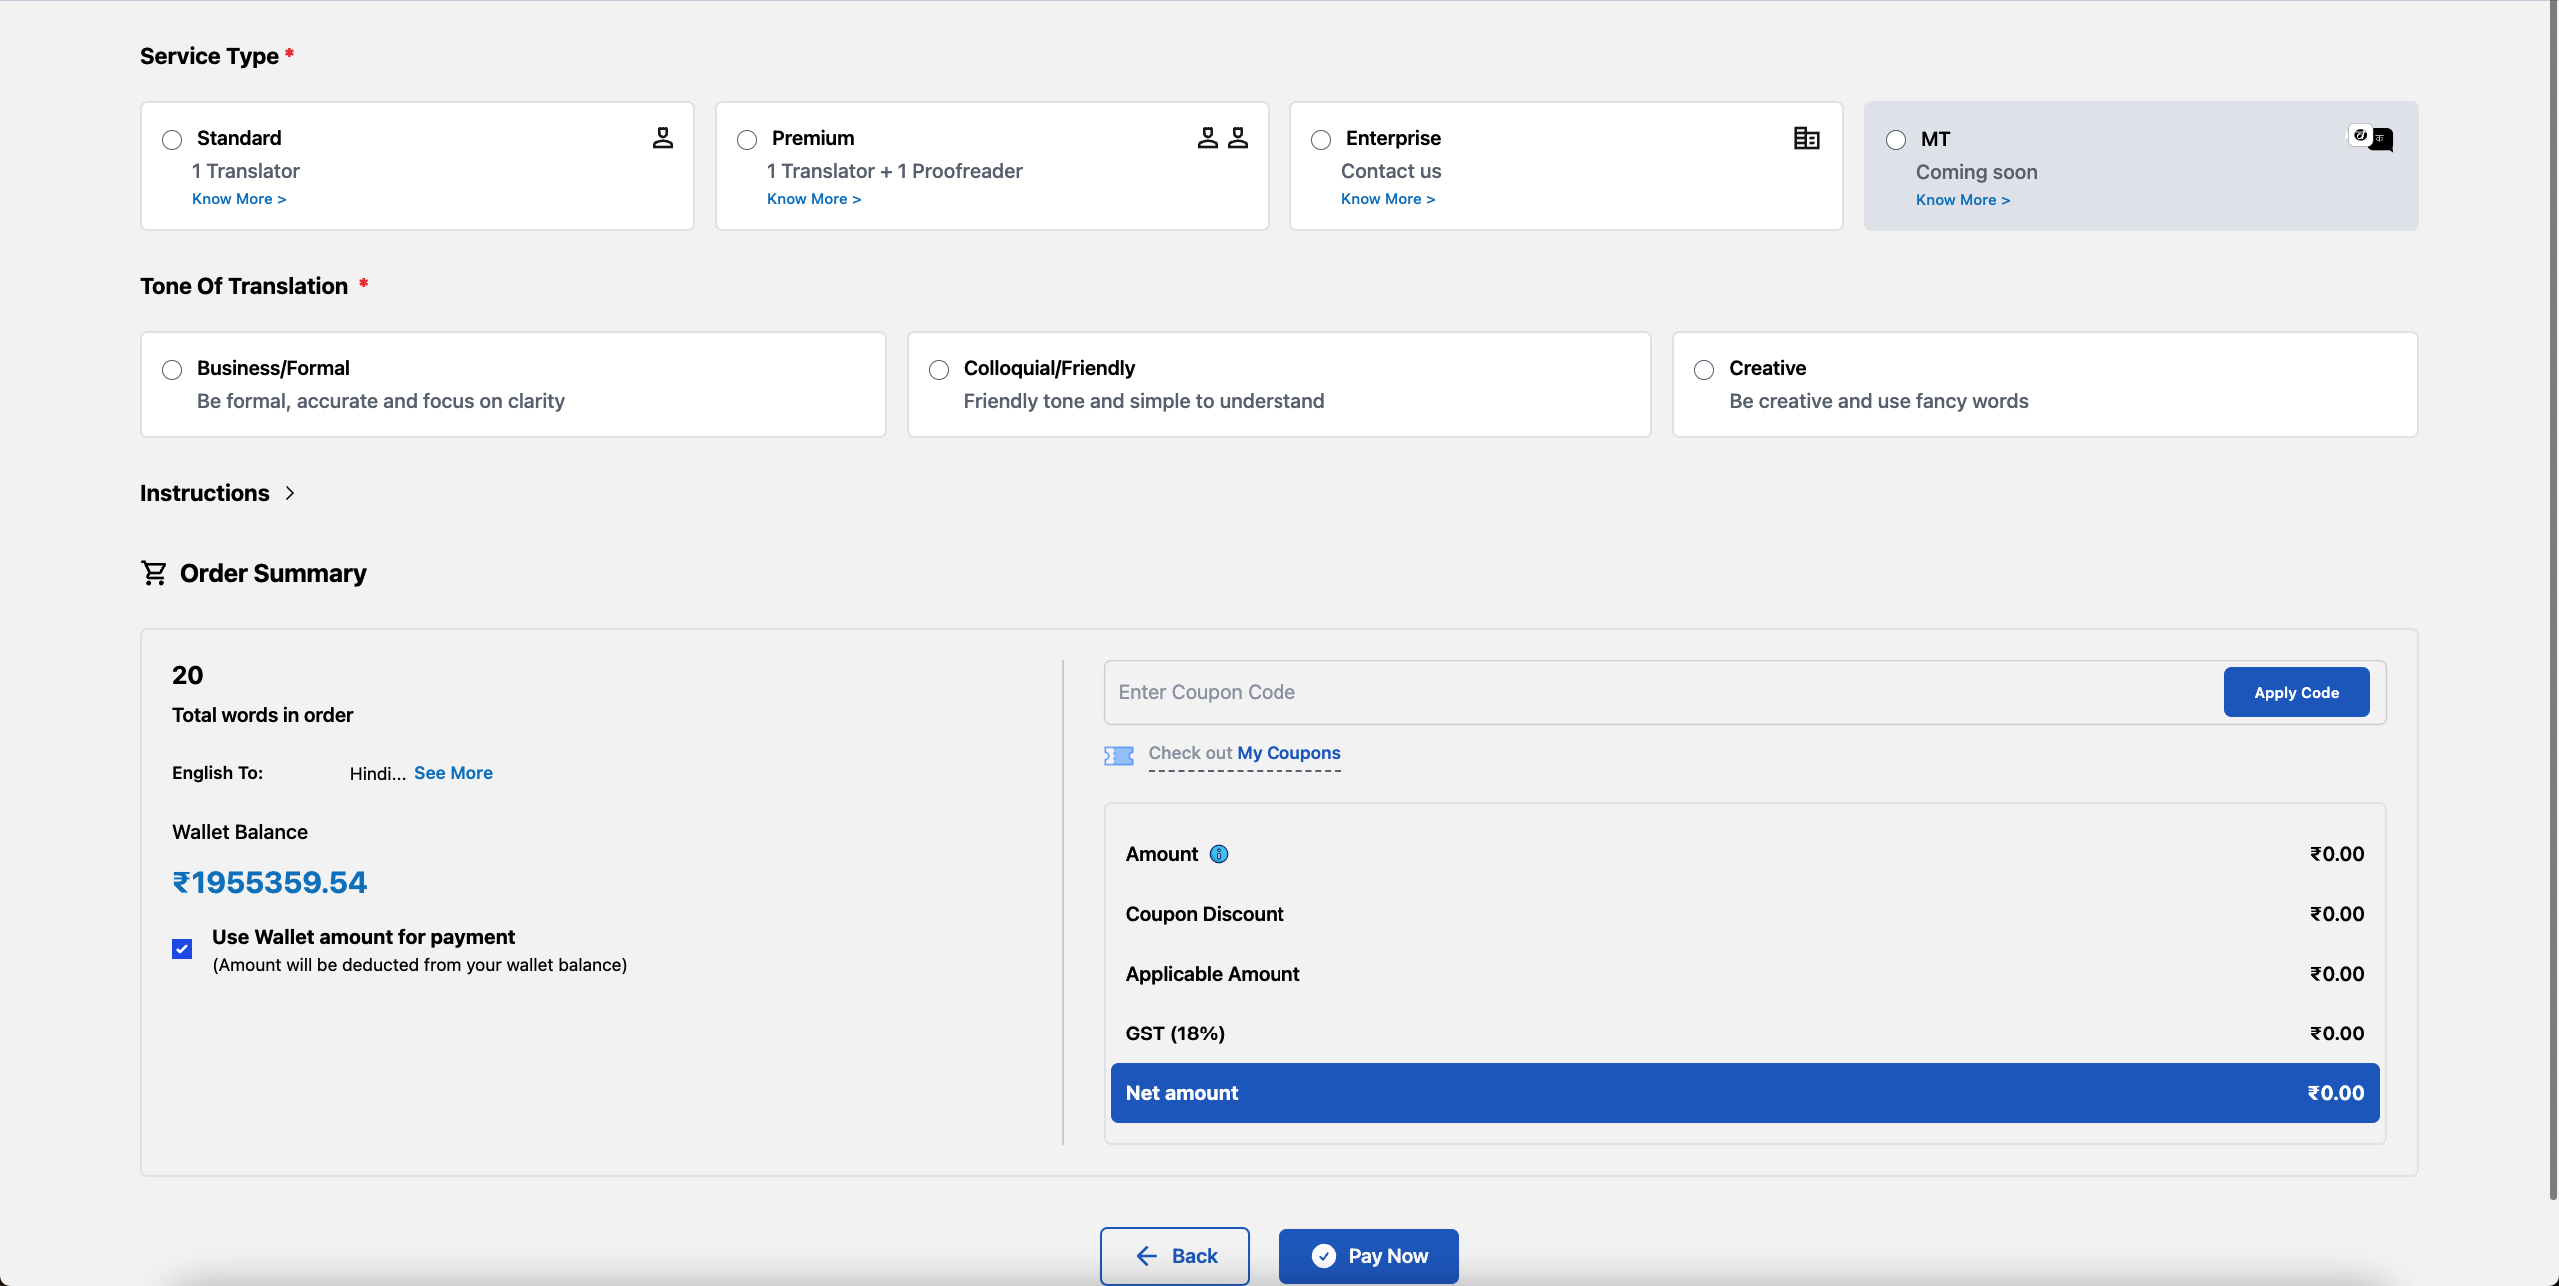 Service Type *
Standard
1 Translator
Know More >
Premium
1 Translator + 1 Proofreader
Know More >
Enterprise
Contact us
Know More >
MT
Coming soon
Know More >
Tone Of Translation *
Business/Formal
Be formal, accurate and focus on clarity
Colloquial/Friendly
Friendly tone and simple to understand
Creative
Be creative and use fancy words
Instructions >
Order Summary
20
Total words in order
English To: Hindi... See More
Wallet Balance
₹1955359.54
Use Wallet amount for payment
(Amount will be deducted from your wallet balance)
Enter Coupon Code
Apply Code
Check out My Coupons
Amount ₹0.00
Coupon Discount ₹0.00
Applicable Amount ₹0.00
GST (18%) ₹0.00
Net amount ₹0.00
Back
Pay Now